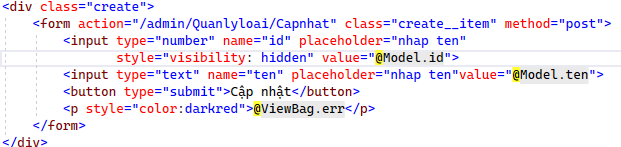 <div class="create">
<form action="/admin/Quanlyloai/Capnhat" class="create__item" method="post">
<input type="number" name="id" placeholder="nhap ten"
style="visibility: hidden" value="@Model.id">
<input type="text" name="ten" placeholder="nhap ten"value="@Model.ten">
<button type="submit">Cập nhật</button>
<p style="color:darkred">@ViewBag.err</p>
</form>
</div>